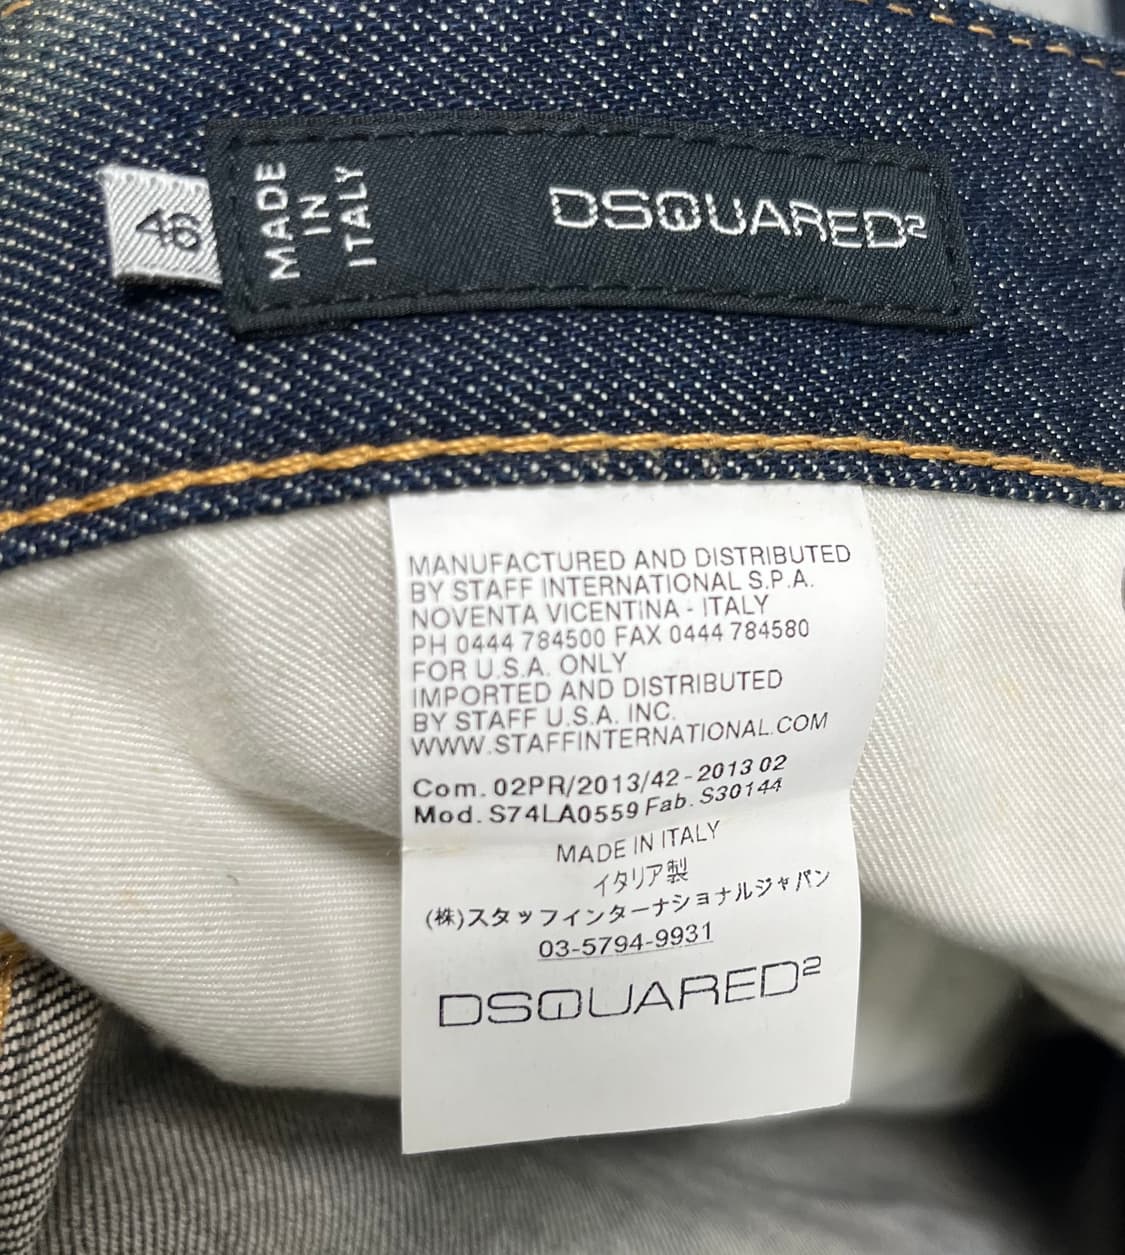 46
MADE
IN
ITALY
DSQUARED²
MANUFACTURED AND DISTRIBUTED
BY STAFF INTERNATIONAL S.P.A.
NOVENTA VICENTINA - ITALY
PH 0444 784500 FAX 0444 784580
FOR U.S.A. ONLY
IMPORTED AND DISTRIBUTED
BY STAFF U.S.A. INC.
WWW.STAFFINTERNATIONAL.COM
Com. 02PR/2013/42-2013 02
Mod. S74LA0559 Fab. S30144
MADE IN ITALY
イタリア製
(株)スタッフインターナショナルジャパン
03-5794-9931
DSQUARED²